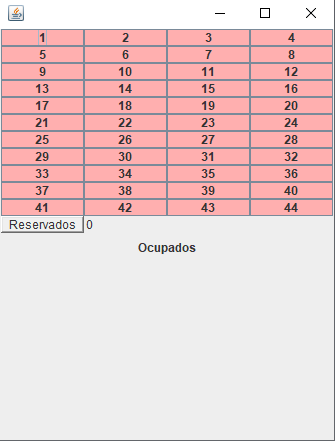 1 2 3 4
5 6 7 8
9 10 11 12
13 14 15 16
17 18 19 20
21 22 23 24
25 26 27 28
29 30 31 32
33 34 35 36
37 38 39 40
41 42 43 44
Reservados 0
Ocupados